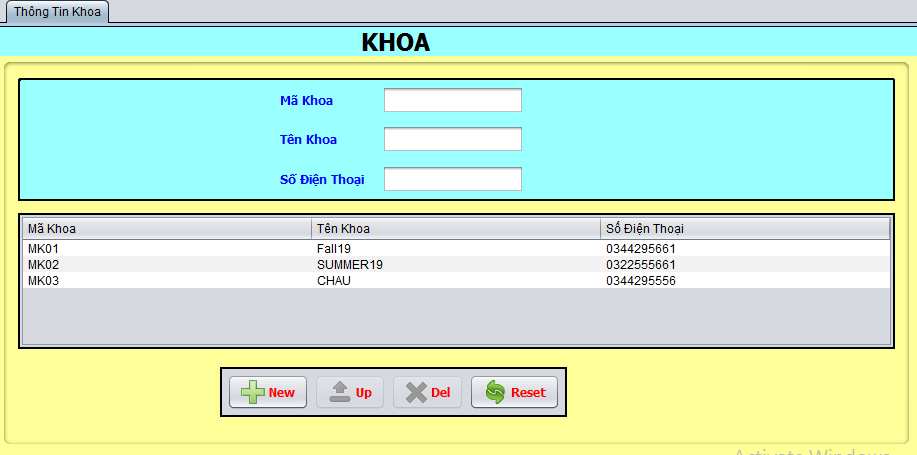 Thông Tin Khoa
KHOA
Mã Khoa
Tên Khoa
Số Điện Thoại
Mã Khoa Tên Khoa Số Điện Thoại
MK01 Fall19 0344295661
MK02 SUMMER19 0322555661
MK03 CHAU 0344295556
New Up Del Reset
Activate Windows